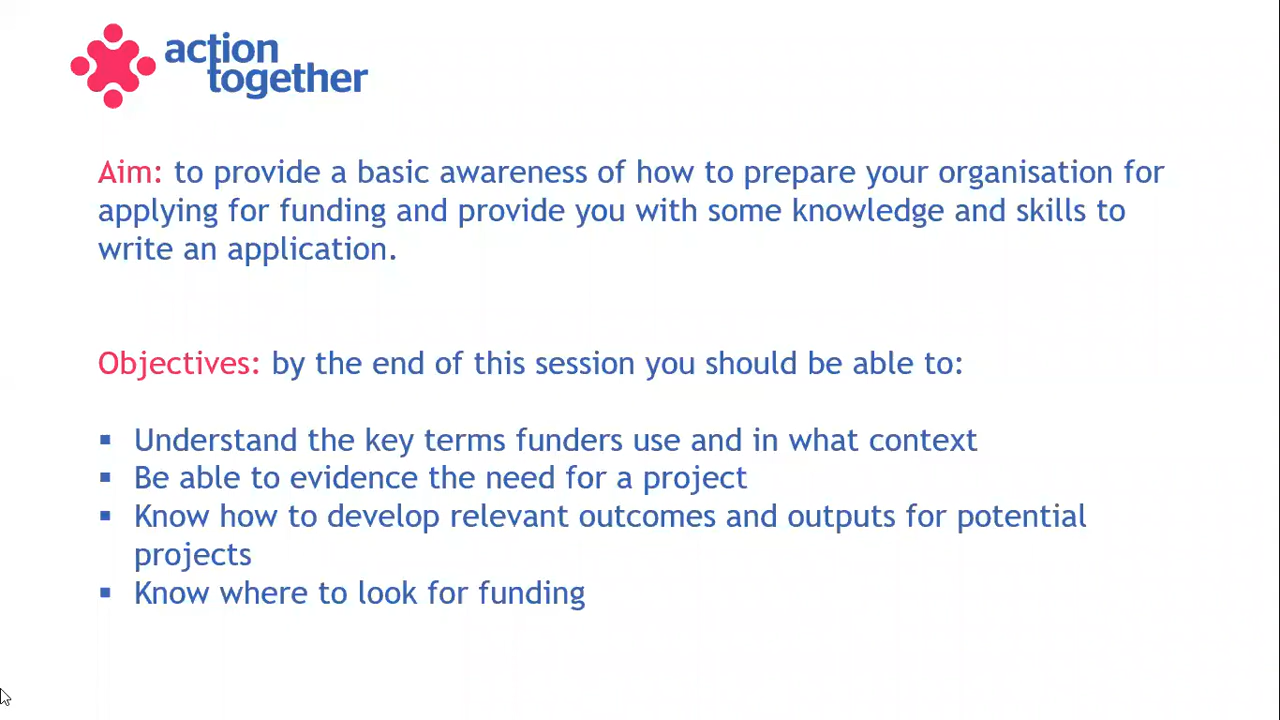 action
together
Aim: to provide a basic awareness of how to prepare your organisation for
applying for funding and provide you with some knowledge and skills to
write an application.
Objectives: by the end of this session you should be able to:
▪ Understand the key terms funders use and in what context
▪ Be able to evidence the need for a project
▪ Know how to develop relevant outcomes and outputs for potential
projects
▪ Know where to look for funding